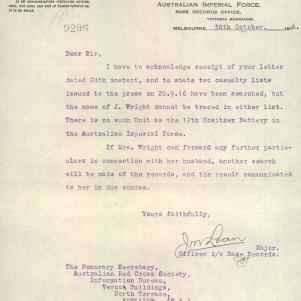 AUSTRALIAN IMPERIAL FORCE.
BASE RECORDS OFFICE,
VICTORIA BARRACKS,
9296
MELBOURNE, 30th October, 1916.
Dear Sir,
I have to acknowledge receipt of your letter
dated 24th instant, and to state two casualty lists
issued to the press on 20.9.16 have been searched, but
the name of J. Wright cannot be traced in either list.
There is no such Unit as the 12th Howitzer Battery in
the Australian Imperial Force.
If Mrs. Wright can forward any further partic-
ulars in connection with her husband, another search
will be made of the records, and the result communicated
to her in due course.
Yours faithfully,
J M Lean
Major.
Officer i/c Base Records.
The Honorary Secretary,
Australian Red Cross Society,
Information Bureau,
Verco Buildings,
North Terrace,